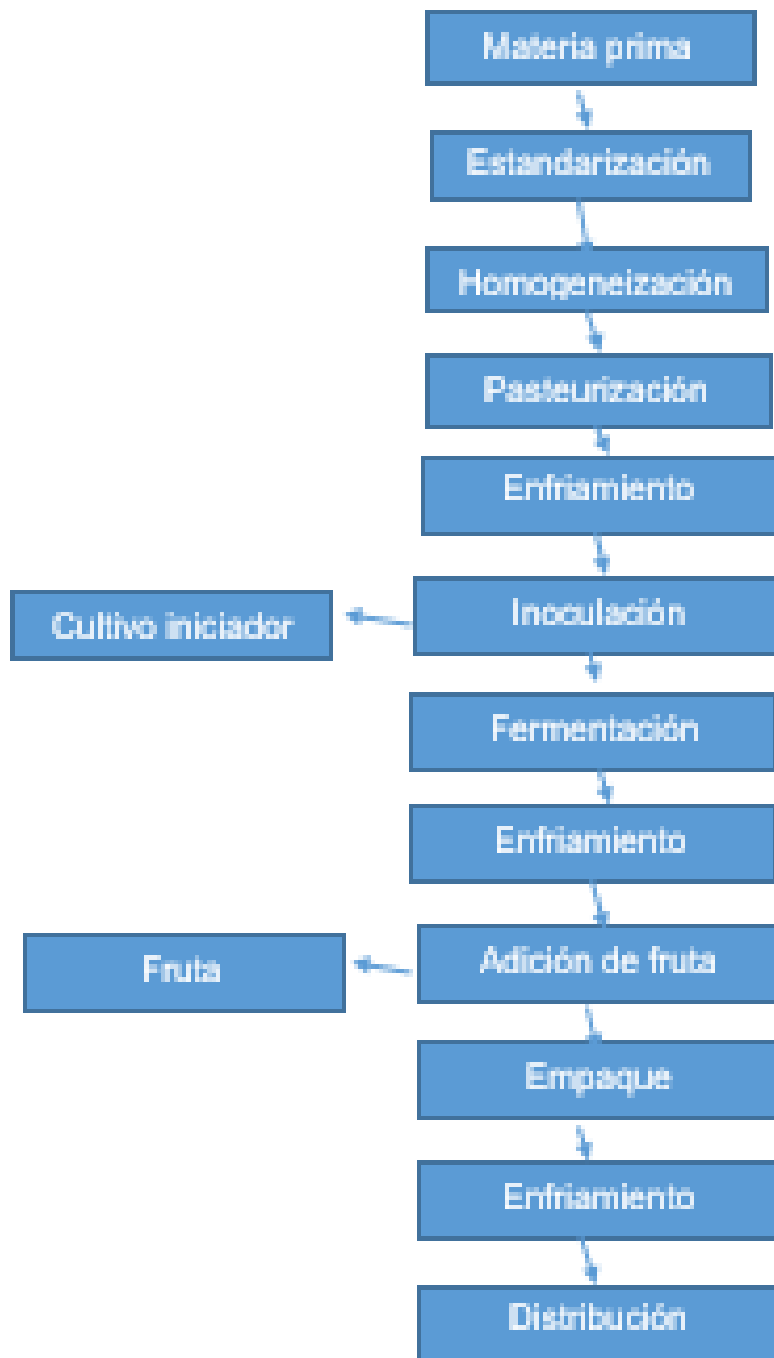 Materia prima
Estandarización
Homogeneización
Pasteurización
Enfriamiento
Cultivo iniciador
Inoculación
Fermentación
Enfriamiento
Fruta
Adición de fruta
Empaque
Enfriamiento
Distribución